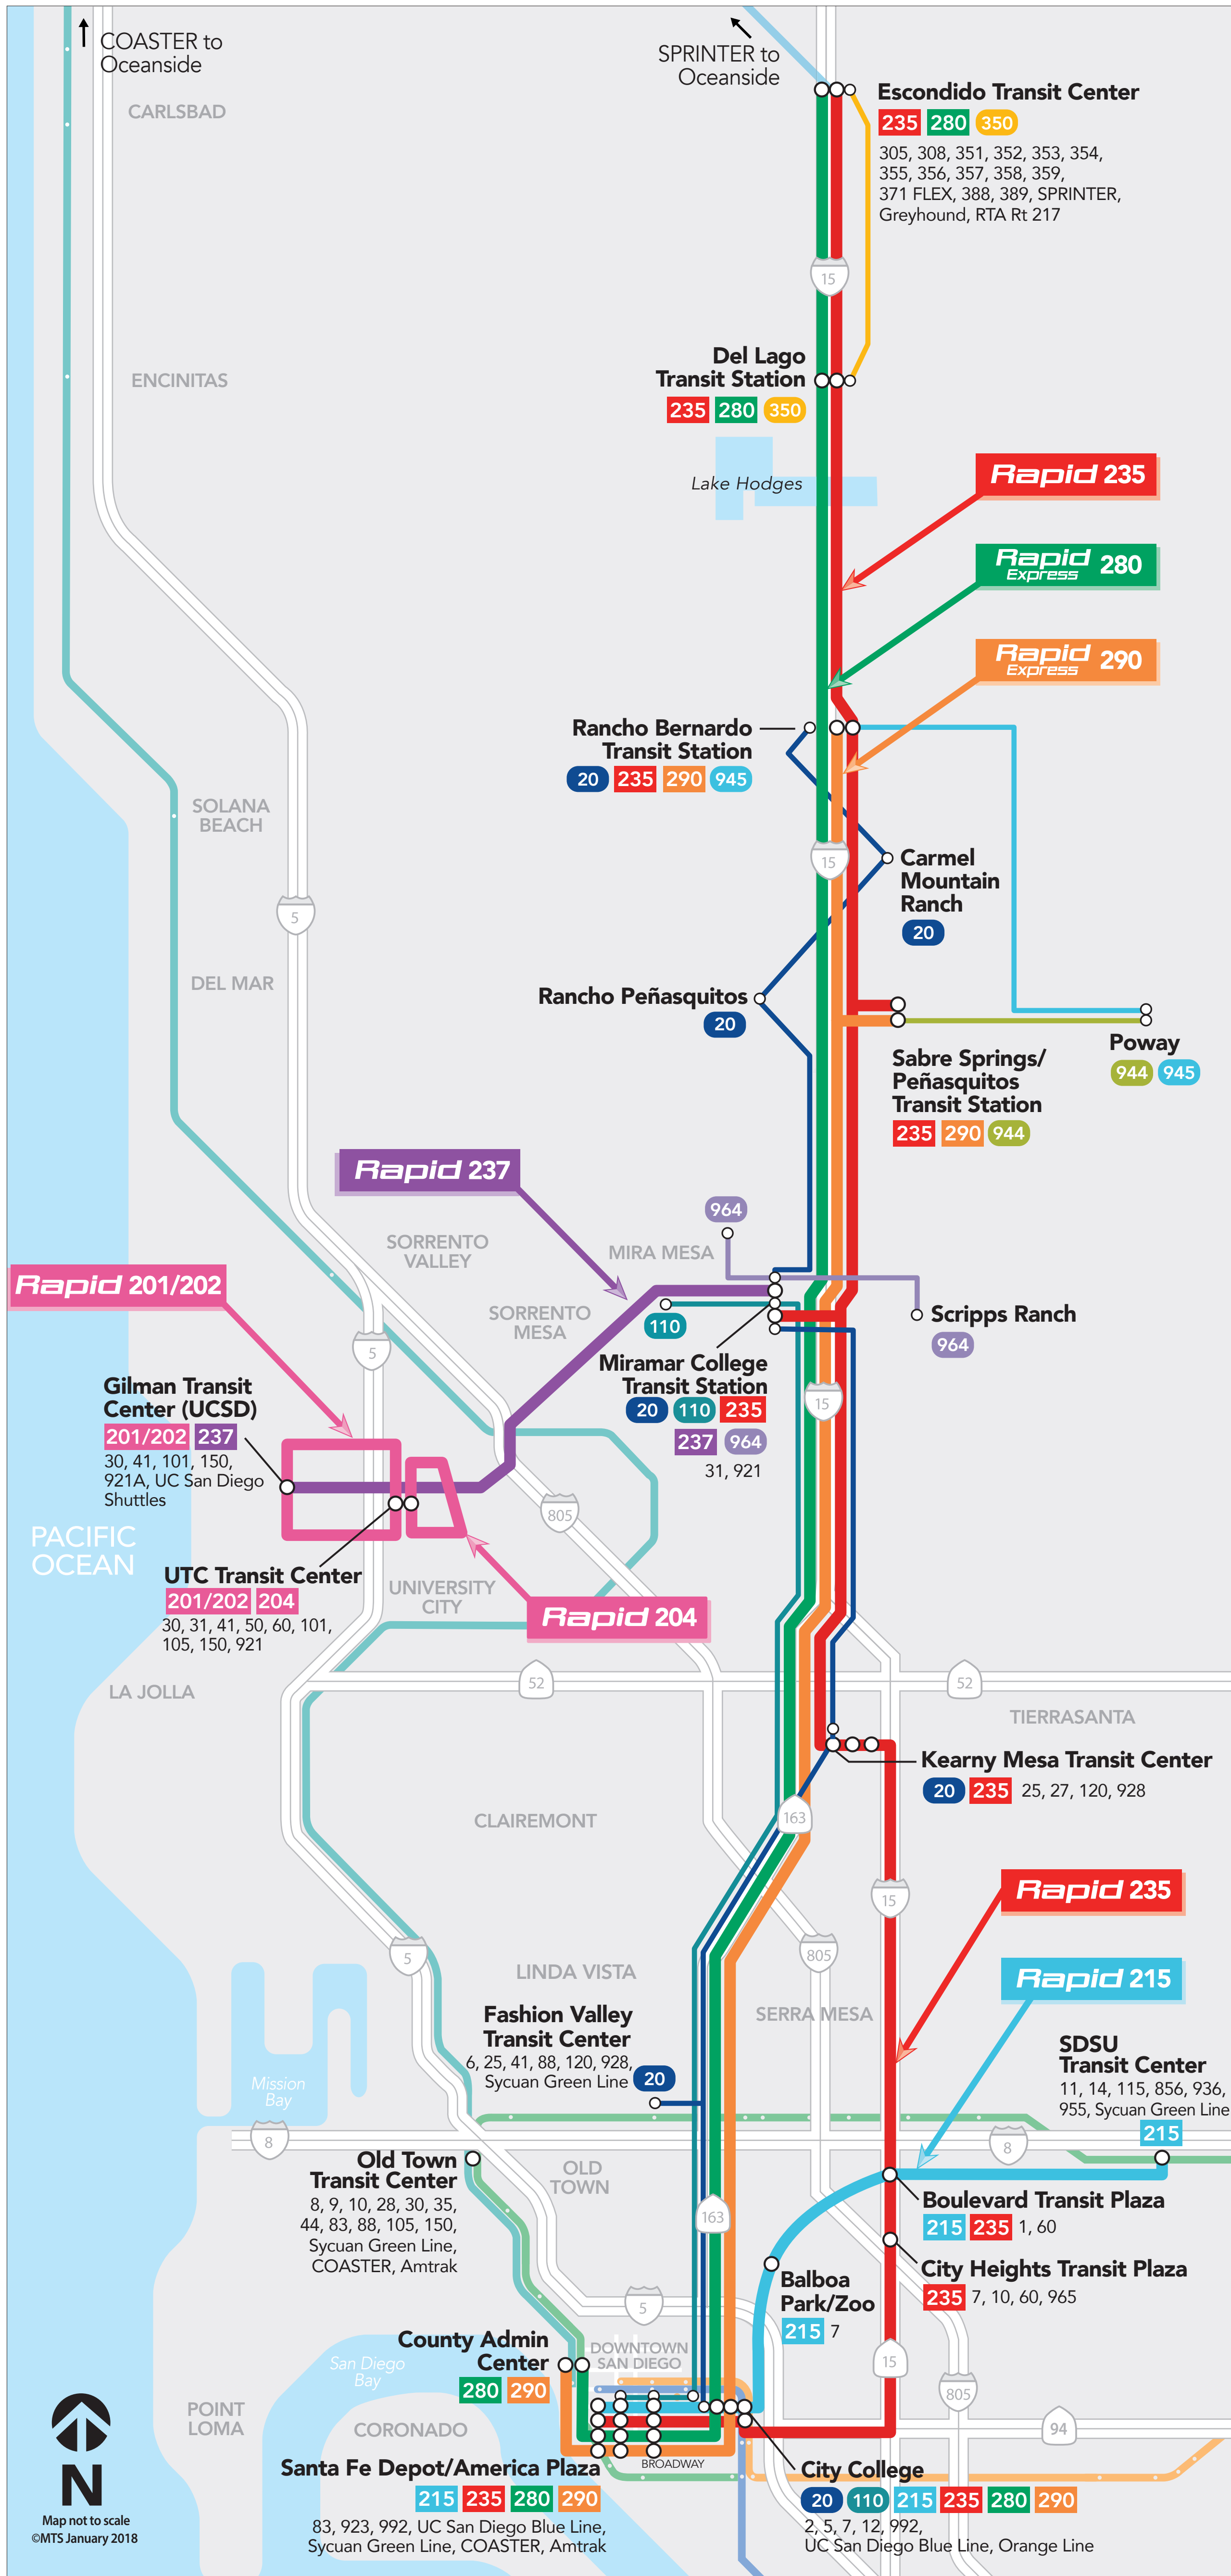 COASTER to
Oceanside
SPRINTER to
Oceanside
CARLSBAD
Escondido Transit Center
235 280 350
305, 308, 351, 352, 353, 354,
355, 356, 357, 358, 359,
371 FLEX, 388, 389, SPRINTER,
Greyhound, RTA Rt 217
15
Del Lago
Transit Station
235 280 350
ENCINITAS
Lake Hodges
Rapid 235
Rapid Express 280
Rapid Express 290
Rancho Bernardo
Transit Station
20 235 290 945
SOLANA
BEACH
15
Carmel
Mountain
Ranch
20
5
DEL MAR
Rancho Peñasquitos
20
Sabre Springs/
Peñasquitos
Transit Station
235 290 944
Poway
944 945
Rapid 237
964
SORRENTO
VALLEY
MIRA MESA
Rapid 201/202
SORRENTO
MESA
110
Scripps Ranch
964
5
Miramar College
Transit Station
20 110 235
237 964
31, 921
15
Gilman Transit
Center (UCSD)
201/202 237
30, 41, 101, 150,
921A, UC San Diego
Shuttles
805
PACIFIC
OCEAN
UTC Transit Center
201/202 204
30, 31, 41, 50, 60, 101,
105, 150, 921
UNIVERSITY
CITY
Rapid 204
LA JOLLA
52
52
TIERRASANTA
Kearny Mesa Transit Center
20 235 25, 27, 120, 928
CLAIREMONT
163
Rapid 235
15
5
805
LINDA VISTA
Rapid 215
SERRA MESA
Fashion Valley
Transit Center
6, 25, 41, 88, 120, 928,
Sycuan Green Line 20
SDSU
Transit Center
11, 14, 115, 856, 936,
955, Sycuan Green Line
215
Mission
Bay
8
8
Old Town
Transit Center
8, 9, 10, 28, 30, 35,
44, 83, 88, 105, 150,
Sycuan Green Line,
COASTER, Amtrak
OLD
TOWN
163
Boulevard Transit Plaza
215 235 1, 60
City Heights Transit Plaza
235 7, 10, 60, 965
Balboa
Park/Zoo
215 7
5
County Admin
Center
280 290
DOWNTOWN
SAN DIEGO
15
805
San Diego
Bay
POINT
LOMA
CORONADO
94
BROADWAY
Santa Fe Depot/America Plaza
215 235 280 290
83, 923, 992, UC San Diego Blue Line,
Sycuan Green Line, COASTER, Amtrak
City College
20 110 215 235 280 290
2, 5, 7, 12, 992,
UC San Diego Blue Line, Orange Line
N
Map not to scale
©MTS January 2018